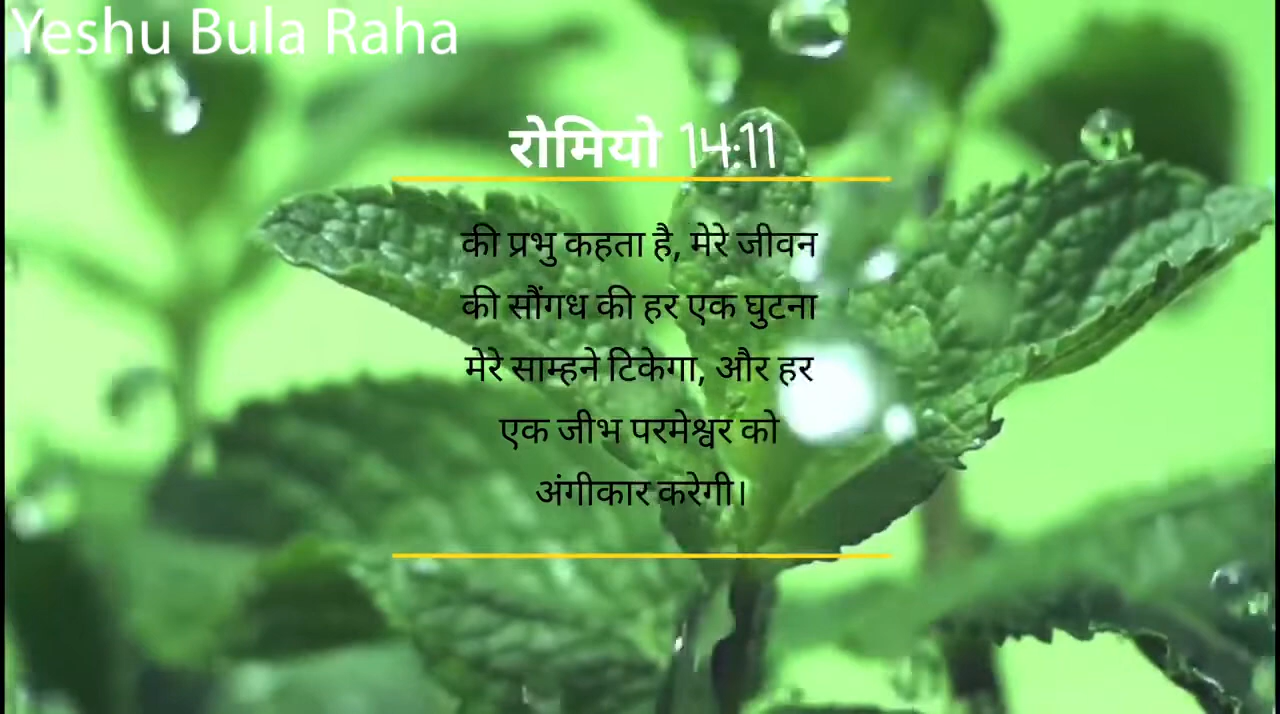 Yeshu Bula Raha
रोमियो 14:11
की प्रभु कहता है, मेरे जीवन
की सौंगध की हर एक घुटना
मेरे साम्हने टिकेगा, और हर
एक जीभ परमेश्वर को
अंगीकार करेगी।